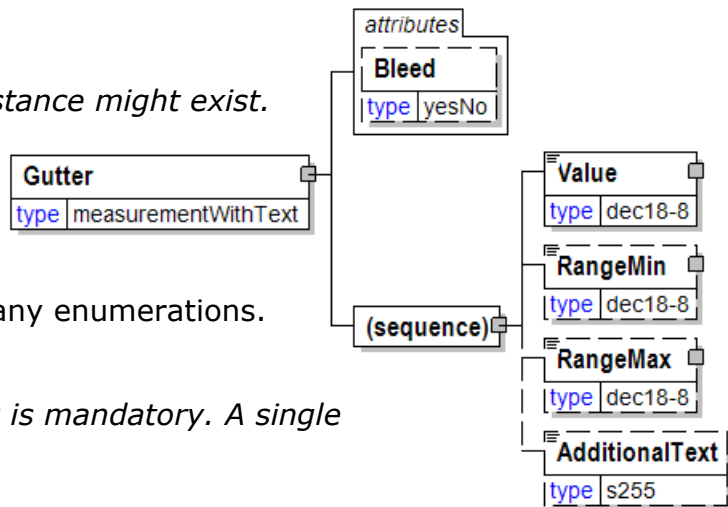 attributes
Bleed
type yesNo
stance might exist.
Gutter
type measurementWithText
Value
type dec18-8
RangeMin
type dec18-8
any enumerations.
(sequence)
RangeMax
type dec18-8
is mandatory. A single
AdditionalText
type s255